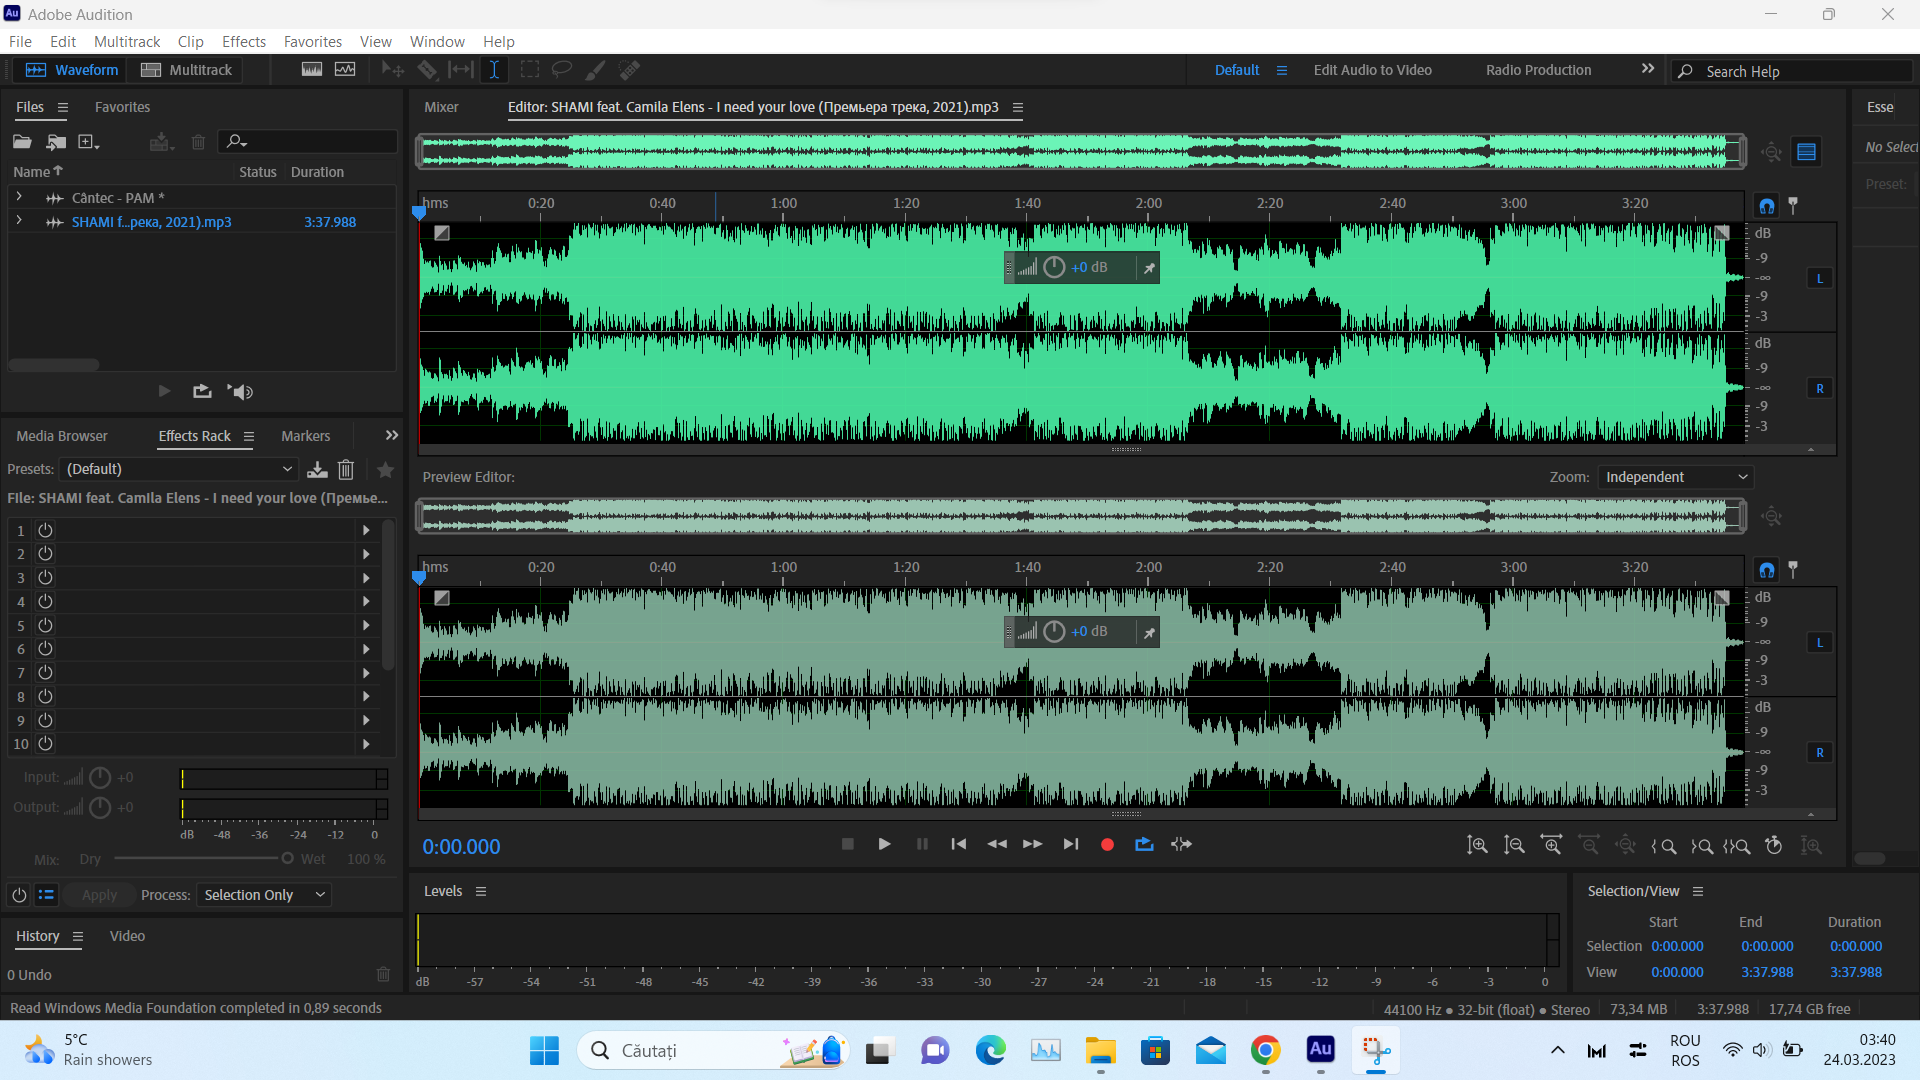 Au Adobe Audition
File Edit Multitrack Clip Effects Favorites View Window Help
Waveform Multitrack Default Edit Audio to Video Radio Production Search Help
Files Favorites
Name Status Duration
Cântec - PAM *
SHAMI f...река, 2021).mp3 3:37.988
Mixer Editor: SHAMI feat. Camila Elens - I need your love (Премьера трека, 2021).mp3
hms 0:20 0:40 1:00 1:20 1:40 2:00 2:20 2:40 3:00 3:20
+0 dB
dB
-9
-∞
-9
-3
L
dB
-9
-∞
-9
-3
R
Esse
No Selecti
Preset:
Media Browser Effects Rack Markers
Presets: (Default)
File: SHAMI feat. Camila Elens - I need your love (Премье...
1
2
3
4
5
6
7
8
9
10
Input: +0
Output: +0
dB -48 -36 -24 -12 0
Mix: Dry Wet 100 %
Apply Process: Selection Only
Preview Editor: Zoom: Independent
hms 0:20 0:40 1:00 1:20 1:40 2:00 2:20 2:40 3:00 3:20
+0 dB
dB
-9
-∞
-9
-3
L
dB
-9
-∞
-9
-3
R
0:00.000
History Video
0 Undo
Levels
dB -57 -54 -51 -48 -45 -42 -39 -36 -33 -30 -27 -24 -21 -18 -15 -12 -9 -6 -3 0
Selection/View
Start End Duration
Selection 0:00.000 0:00.000 0:00.000
View 0:00.000 3:37.988 3:37.988
Read Windows Media Foundation completed in 0,89 seconds
44100 Hz ● 32-bit (float) ● Stereo 73,34 MB 3:37.988 17,74 GB free
5°C
Rain showers
Căutați
Au
ROU
ROS
03:40
24.03.2023